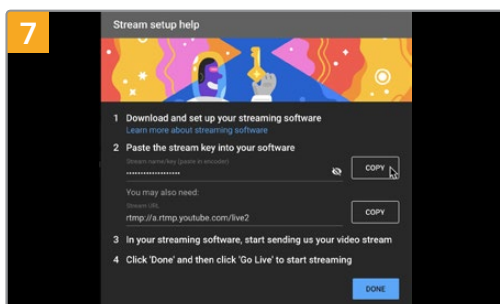 7
Stream setup help
1 Download and set up your streaming software
Learn more about streaming software
2 Paste the stream key into your software
Stream name/key (paste in encoder)
••••••••••••••••••••
COPY
You may also need:
Stream URL
rtmp://a.rtmp.youtube.com/live2
COPY
3 In your streaming software, start sending us your video stream
4 Click 'Done' and then click 'Go Live' to start streaming
DONE